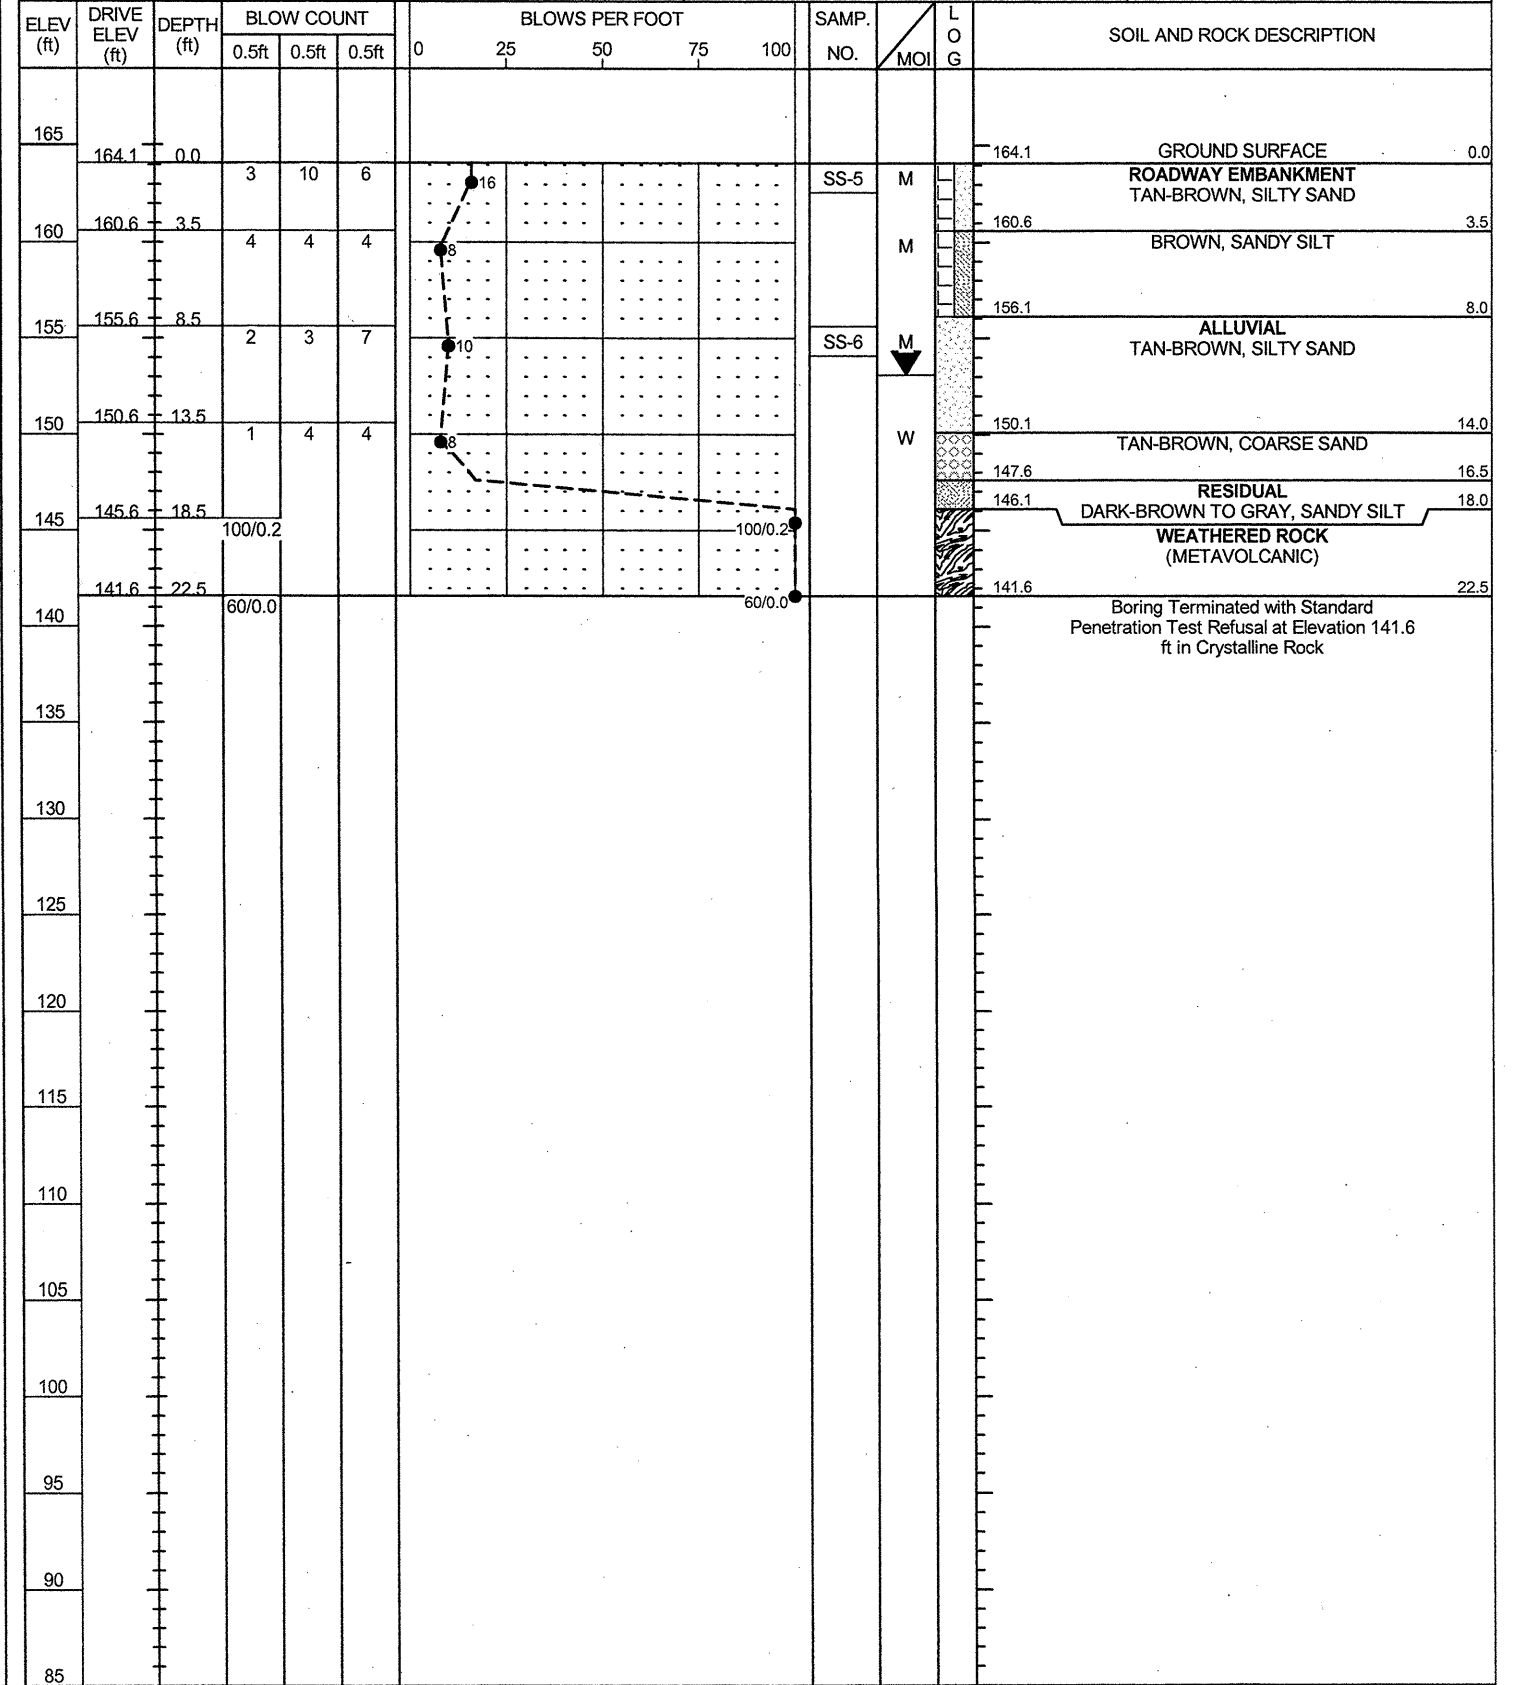 ELEV (ft) DRIVE ELEV (ft) DEPTH (ft) BLOW COUNT BLOWS PER FOOT SAMP. NO. MOI L O G SOIL AND ROCK DESCRIPTION
0.5ft 0.5ft 0.5ft 0 25 50 75 100
165
164.1 0.0 164.1 GROUND SURFACE 0.0
3 10 6 16 SS-5 M ROADWAY EMBANKMENT
TAN-BROWN, SILTY SAND
160 160.6 3.5 160.6 3.5
4 4 4 8 M BROWN, SANDY SILT
156.1 8.0
155 155.6 8.5 ALLUVIAL
2 3 7 10 SS-6 M TAN-BROWN, SILTY SAND
150 150.6 13.5 150.1 14.0
1 4 4 8 W TAN-BROWN, COARSE SAND
147.6 16.5
RESIDUAL
146.1 18.0
145 145.6 18.5 DARK-BROWN TO GRAY, SANDY SILT
100/0.2 100/0.2 WEATHERED ROCK
(METAVOLCANIC)
141.6 22.5 141.6 22.5
140 60/0.0 60/0.0 Boring Terminated with Standard
Penetration Test Refusal at Elevation 141.6
ft in Crystalline Rock
135
130
125
120
115
110
105
100
95
90
85